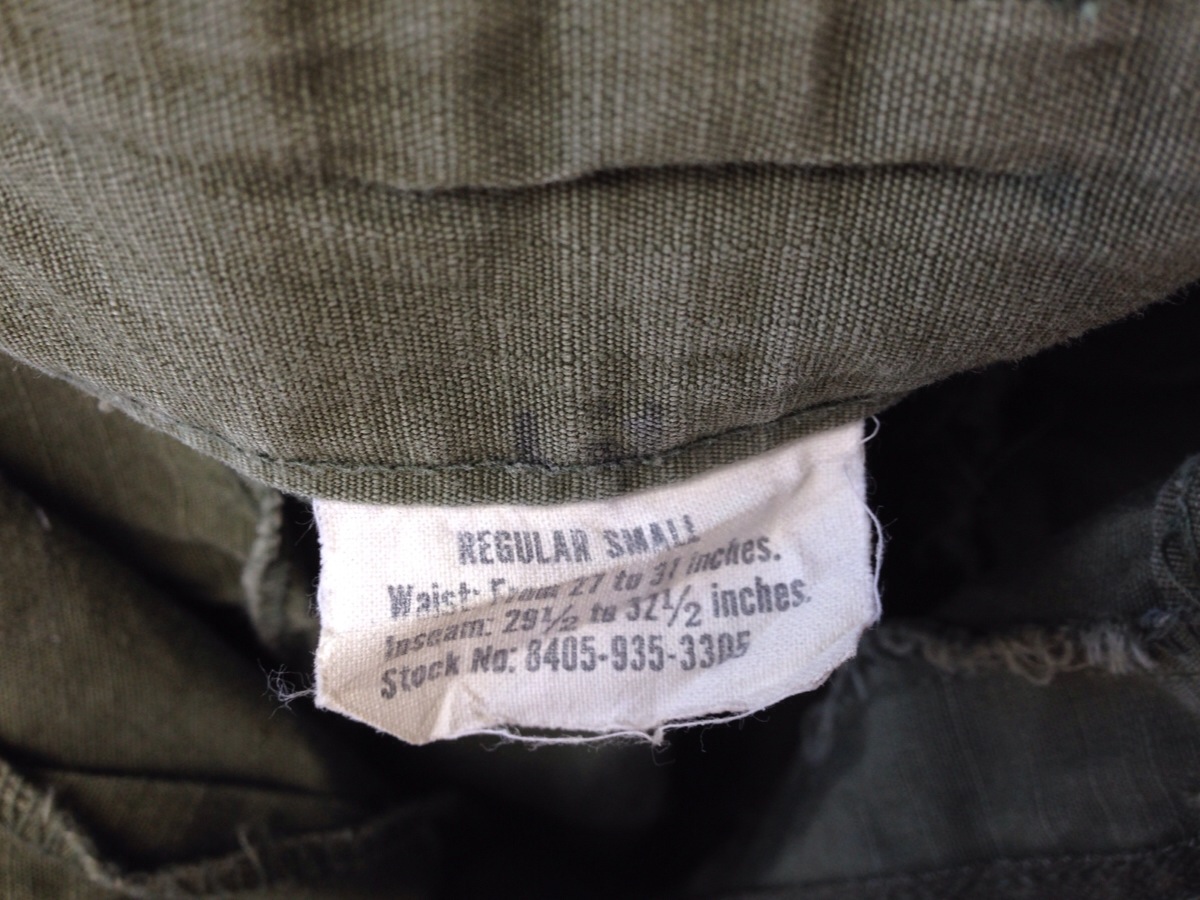 REGULAR SMALL
Waist: From 27 to 31 inches.
Inseam: 29½ to 32½ inches.
Stock No: 8405-935-3305